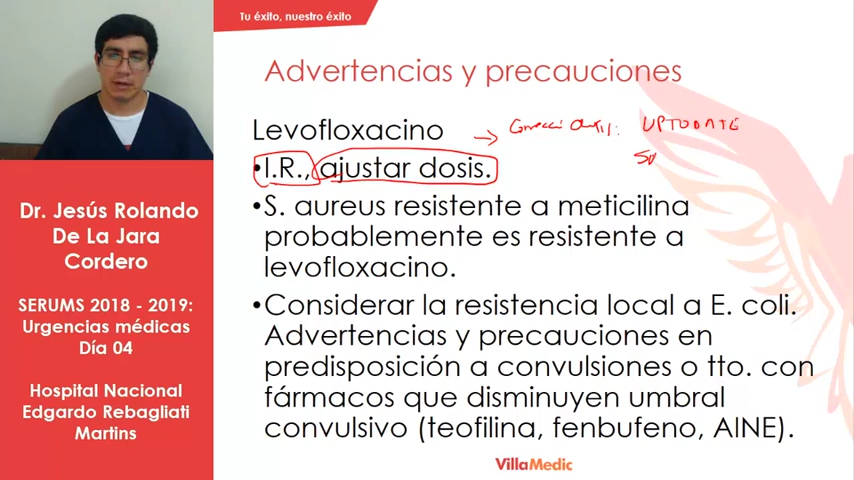 Tu éxito, nuestro éxito
Advertencias y precauciones
Levofloxacino
UPTODATE
•I.R., ajustar dosis.
•S. aureus resistente a meticilina
probablemente es resistente a
levofloxacino.
•Considerar la resistencia local a E. coli.
Advertencias y precauciones en
predisposición a convulsiones o tto. con
fármacos que disminuyen umbral
convulsivo (teofilina, fenbufeno, AINE).
Dr. Jesús Rolando
De La Jara
Cordero
SERUMS 2018 - 2019:
Urgencias médicas
Día 04
Hospital Nacional
Edgardo Rebagliati
Martins
VillaMedic